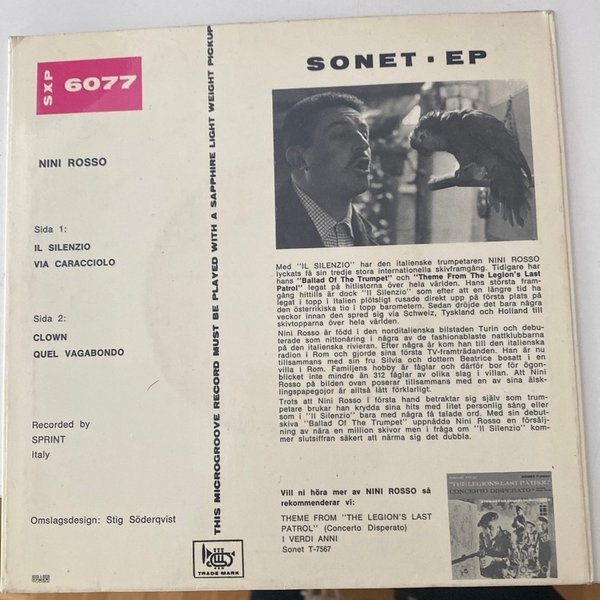 SXP 6077
SONET · EP
NINI ROSSO
Sida 1:
IL SILENZIO
VIA CARACCIOLO
Sida 2:
CLOWN
QUEL VAGABONDO
Recorded by
SPRINT
Italy
Omslagsdesign: Stig Söderqvist
THIS MICROGROOVE RECORD MUST BE PLAYED WITH A SAPPHIRE LIGHT WEIGHT PICKUP
TRADE MARK
Med "IL SILENZIO" har den italienske trumpetaren NINI ROSSO
lyckats få sin tredje stora internationella skivframgång. Tidigare har
hans "Ballad Of The Trumpet" och "Theme From The Legion's Last
Patrol" legat på hitlistorna över hela världen. Hans största fram-
gång hittills är dock "Il Silenzio" som efter att en längre tid ha
legat i topp i Italien plötsligt rusade direkt upp på första plats på
den österrikiska tio i topp barometern. Sedan dröjde det bara några
veckor innan den spred sig via Schweiz, Tyskland och Holland till
skivtopparna över hela världen.
Nini Rosso är född i den norditalienska bilstaden Turin och debu-
terade som nittonåring i några av de fashionablaste nattklubbarna
på den italienska rivieran. Efter några år kom han till den italienska
radion i Rom och gjorde sina första TV-framträdanden. Han är nu
tillsammans med sin fru Silvia och dottern Beatrice bosatt i en
villa i Rom. Familjens hobby är fåglar och därför bor för ögon-
blicket inte mindre än 312 fåglar av olika slag i villan. Att Nini
Rosso på bilden ovan poserar tillsammans med en av sina älsk-
lingspapegojor är alltså lätt förklarligt.
Trots att Nini Rosso i första hand betraktar sig själv som trum-
petare brukar han krydda sina hits med litet personlig sång eller
som i "Il Silenzio" bara med några få talade ord. Med sin debut-
skiva "Ballad Of The Trumpet" uppnådde Nini Rosso en försälj-
ning av nära en million skivor men i fråga om "Il Silenzio" kom-
mer slutsiffran säkert att närma sig det dubbla.
Vill ni höra mer av NINI ROSSO så
rekommenderar vi:
THEME FROM "THE LEGION'S LAST
PATROL" (Concerto Disperato)
I VERDI ANNI
Sonet T-7567
"THE LEGION'S LAST PATROL"
CONCERTO DISPERATO